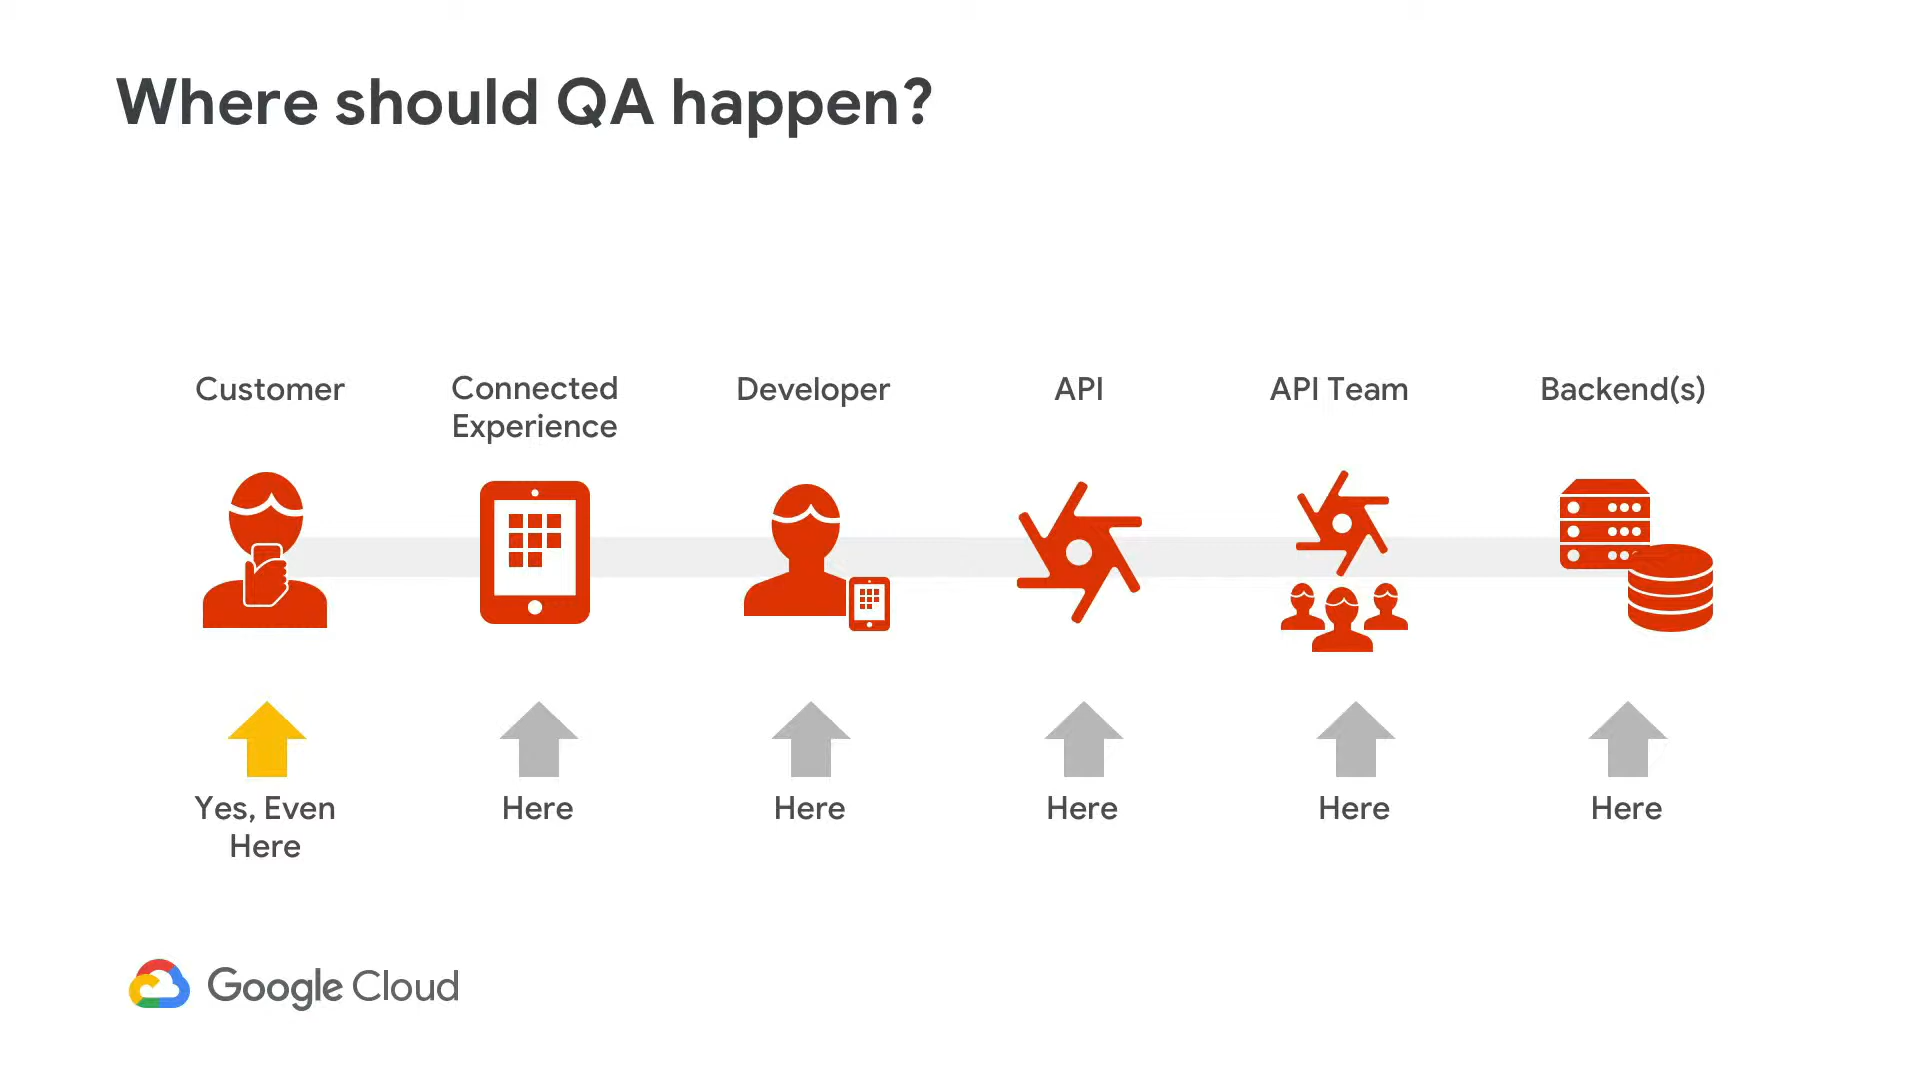 Where should QA happen?
Customer
Connected
Experience
Developer
API
API Team
Backend(s)
Yes, Even
Here
Here
Here
Here
Here
Here
Google Cloud